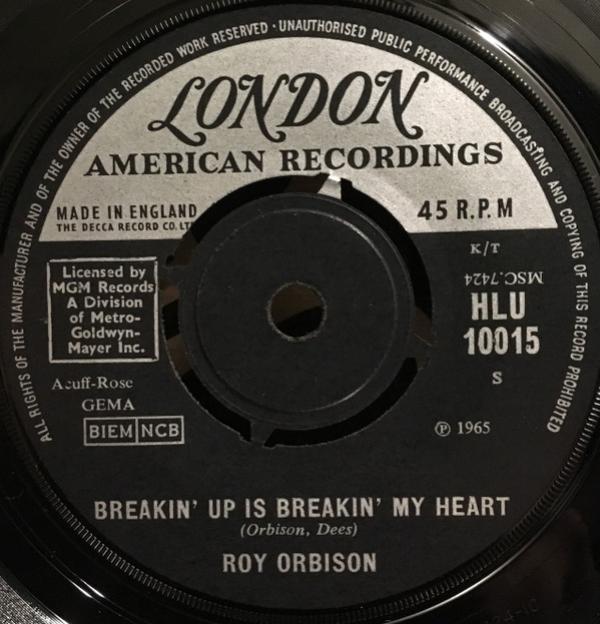 ALL RIGHTS OF THE MANUFACTURER AND OF THE OWNER OF THE RECORDED WORK RESERVED · UNAUTHORISED PUBLIC PERFORMANCE BROADCASTING AND COPYING OF THIS RECORD PROHIBITED
LONDON
AMERICAN RECORDINGS
MADE IN ENGLAND
THE DECCA RECORD CO. LT
45 R.P.M
K/T
MSC.7424
Licensed by
MGM Records
A Division
of Metro-
Goldwyn-
Mayer Inc.
HLU
10015
S
Acuff-Rose
GEMA
BIEM NCB
℗ 1965
BREAKIN' UP IS BREAKIN' MY HEART
(Orbison, Dees)
ROY ORBISON